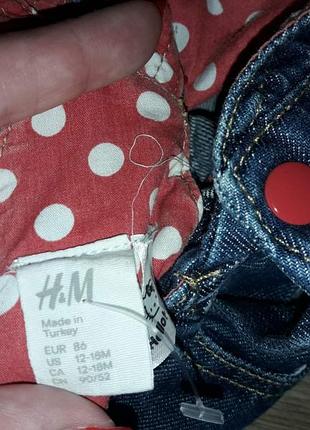 H&M
Made in
Turkey
EUR 86
US 12-18M
CA 12-18M
CN 90/52